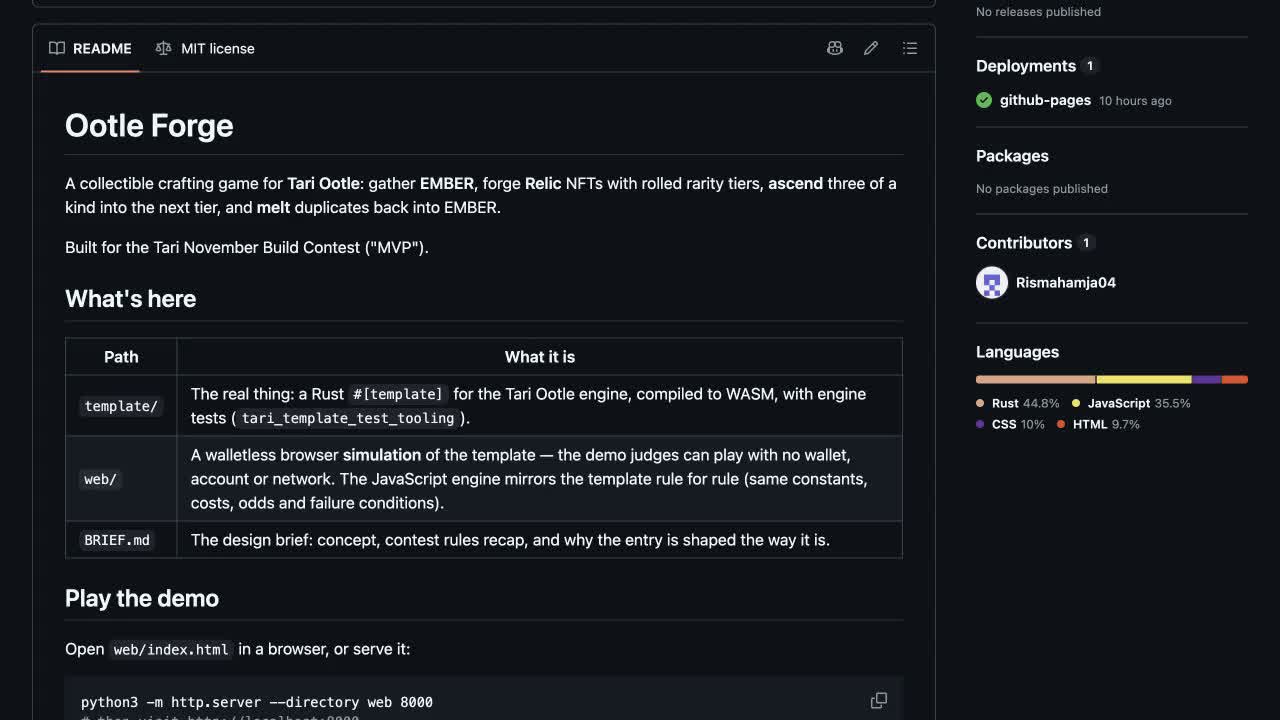 README
MIT license
Ootle Forge
A collectible crafting game for Tari Ootle: gather EMBER, forge Relic NFTs with rolled rarity tiers, ascend three of a
kind into the next tier, and melt duplicates back into EMBER.
Built for the Tari November Build Contest ("MVP").
What's here
Path What it is
template/ The real thing: a Rust #[template] for the Tari Ootle engine, compiled to WASM, with engine
tests ( tari_template_test_tooling ).
web/ A walletless browser simulation of the template — the demo judges can play with no wallet,
account or network. The JavaScript engine mirrors the template rule for rule (same constants,
costs, odds and failure conditions).
BRIEF.md The design brief: concept, contest rules recap, and why the entry is shaped the way it is.
Play the demo
Open web/index.html in a browser, or serve it:
python3 -m http.server --directory web 8000
# then visit http://localhost:8000
No releases published
Deployments 1
github-pages 10 hours ago
Packages
No packages published
Contributors 1
Rismahamja04
Languages
Rust 44.8% JavaScript 35.5%
CSS 10% HTML 9.7%